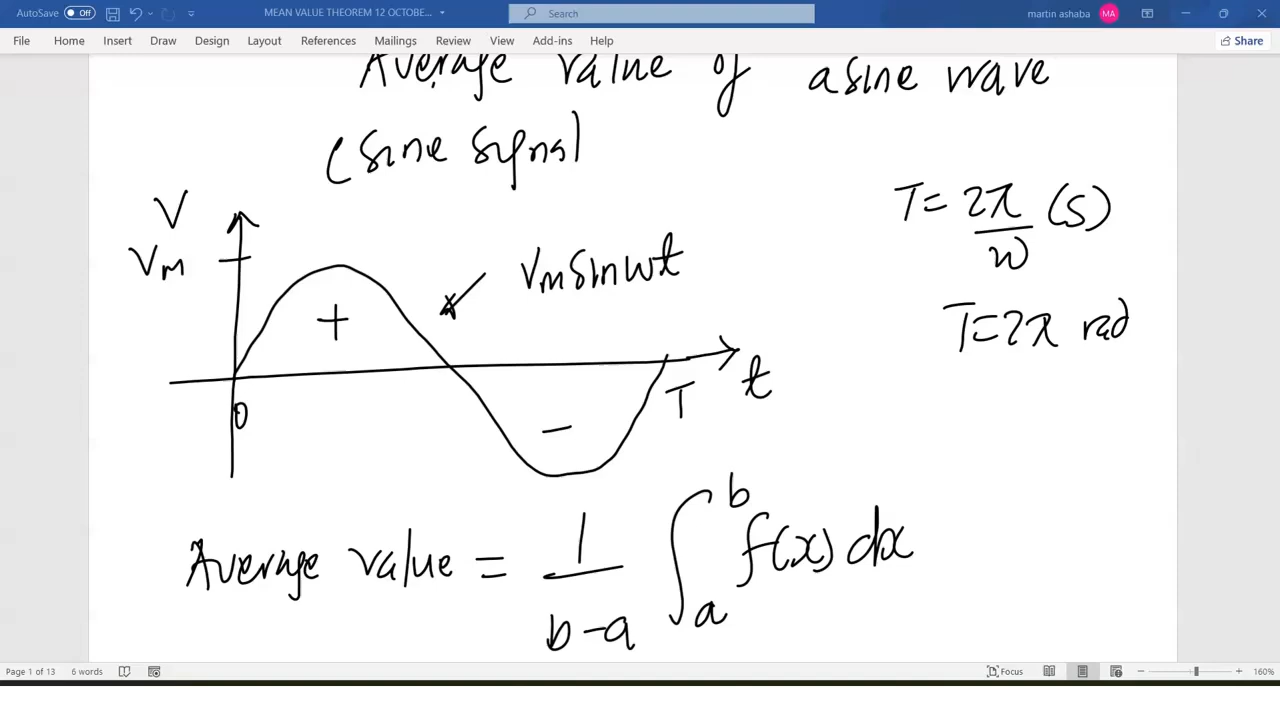 AutoSave Off MEAN VALUE THEOREM 12 OCTOBE... Search martin ashaba MA
File Home Insert Draw Design Layout References Mailings Review View Add-ins Help Share
Average value of a sine wave
(sine signal
V
Vm
Vm sin wt
+
-
0
T
t
T = 2π/w (s)
T = 2π rad
Average value = 1/(b-a) ∫_a^b f(x) dx
Page 1 of 13 6 words Focus 160%